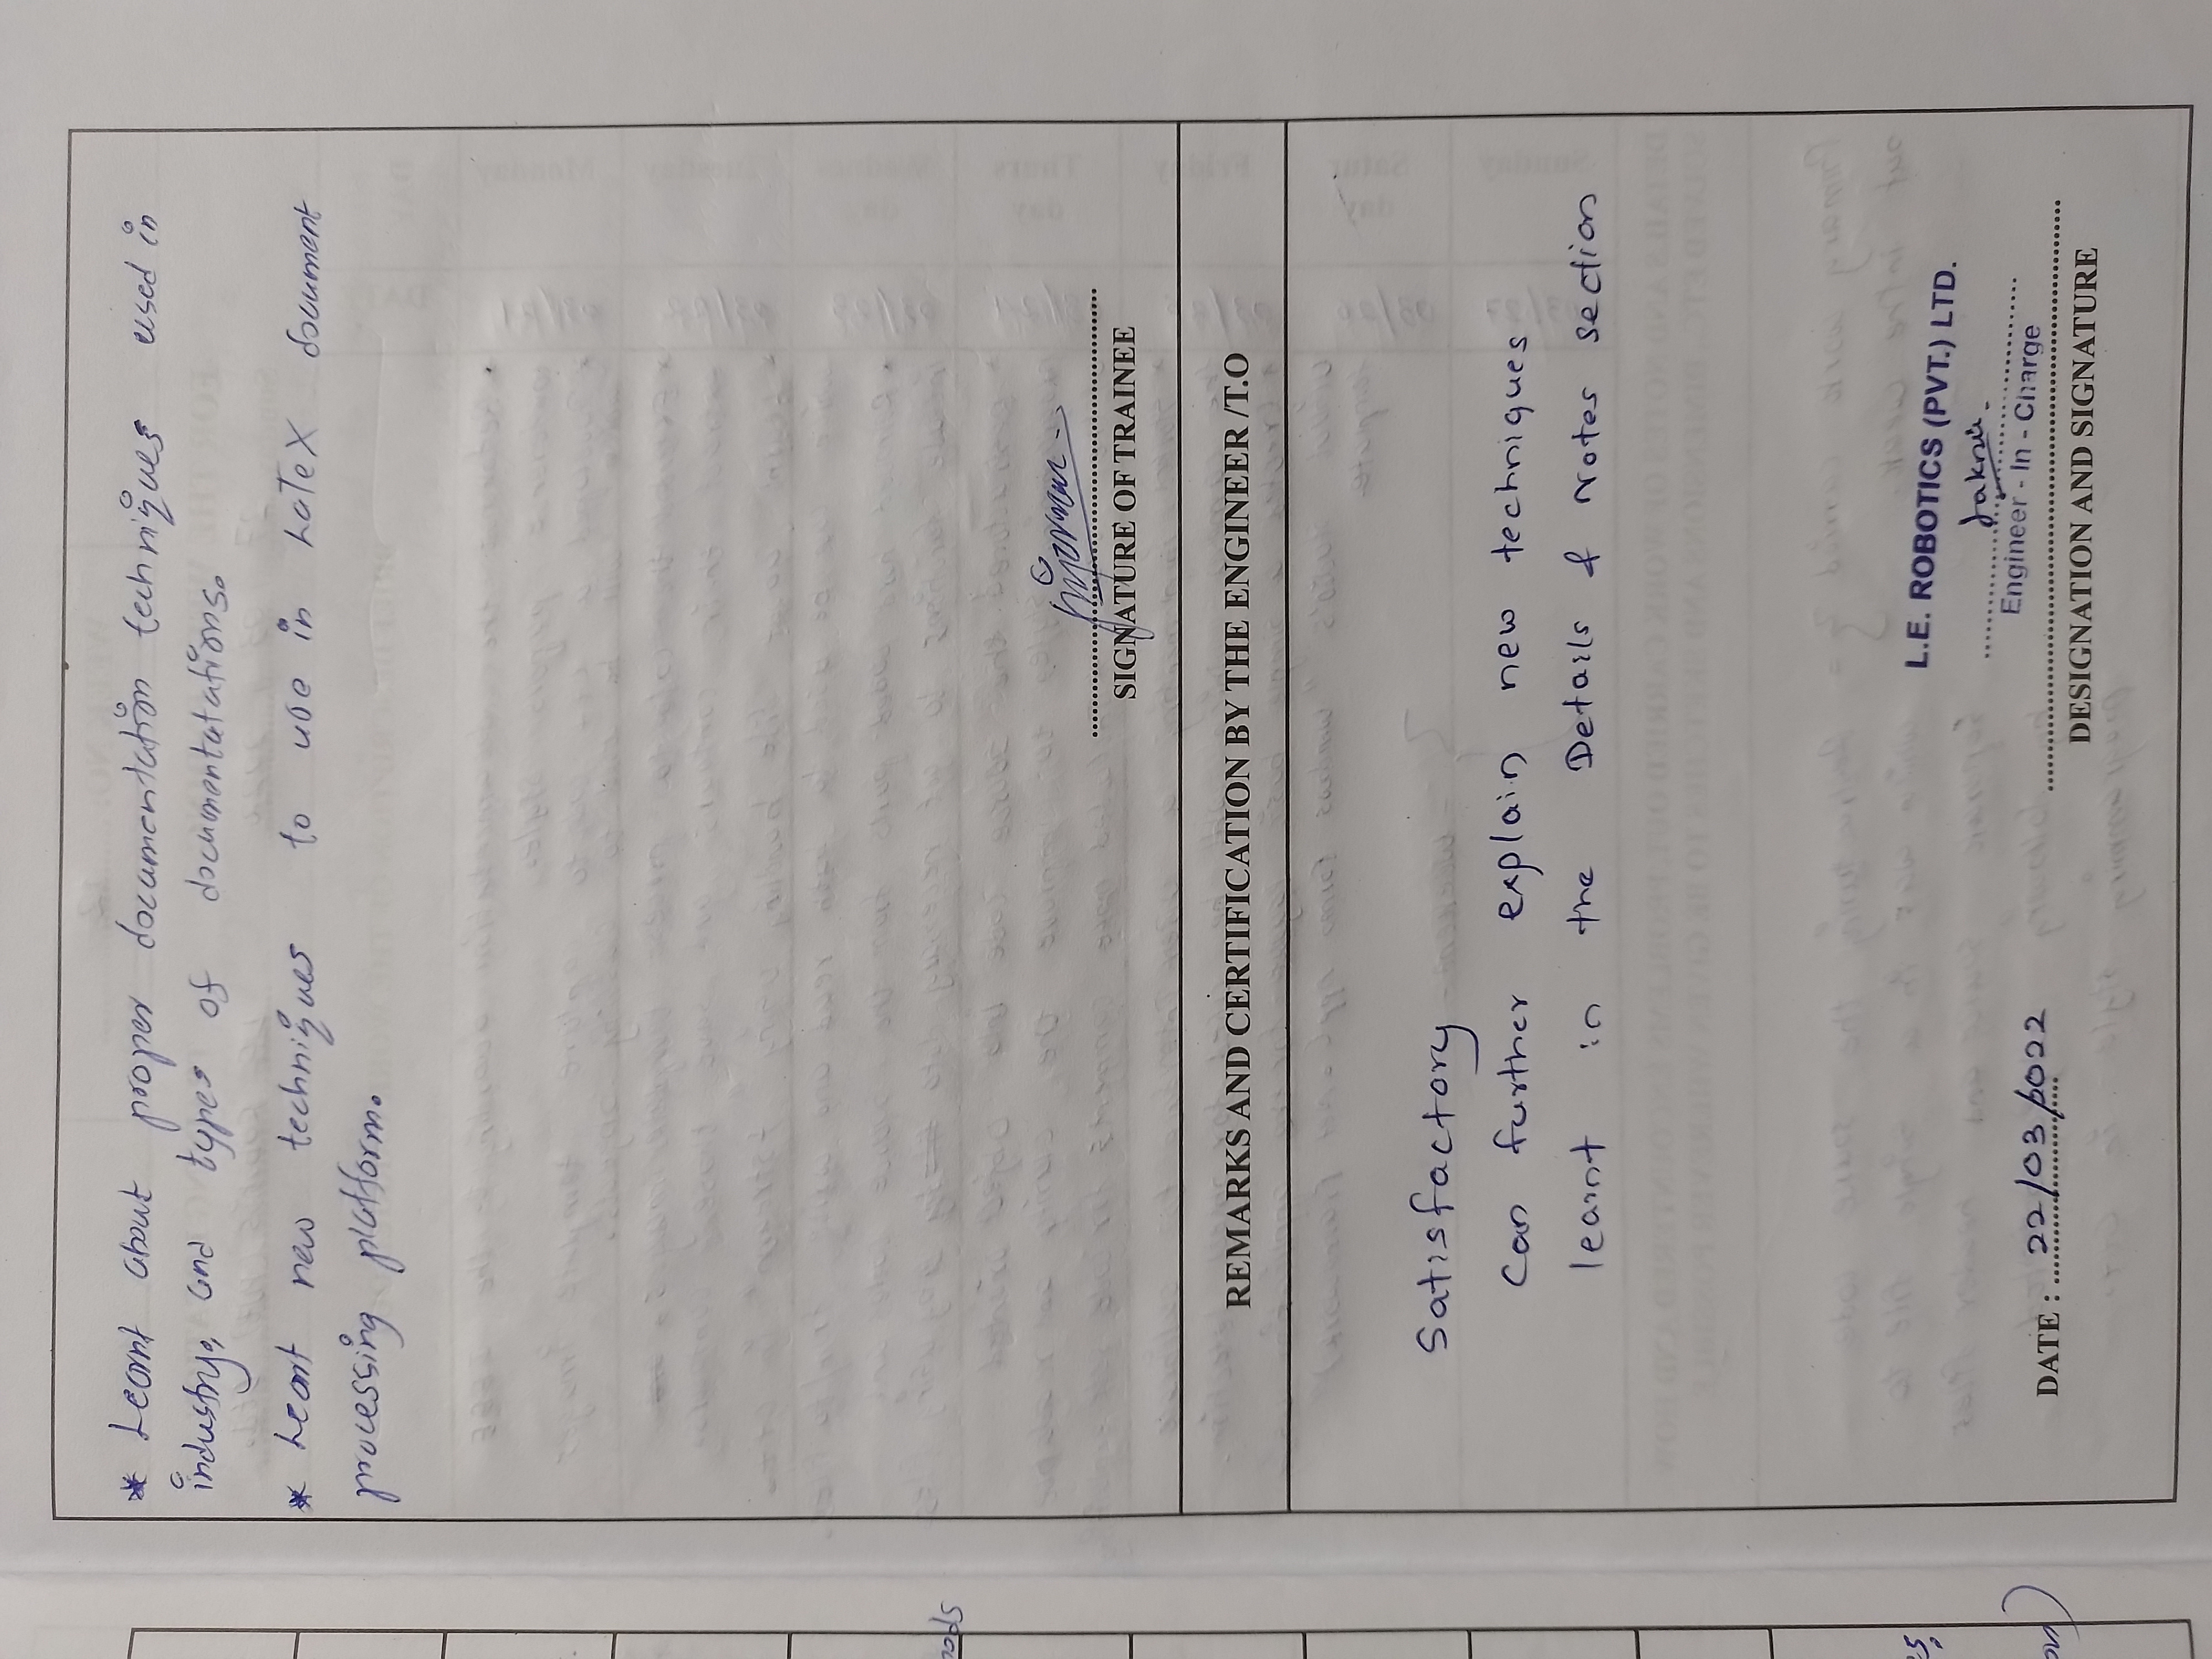 * Learnt about proper documentation techniques used in
industry, and types of documentatations.
* Learnt new techniques to use in LaTeX document
processing platform.
SIGNATURE OF TRAINEE
REMARKS AND CERTIFICATION BY THE ENGINEER /T.O
Satisfactory
Can further explain new techniques
learnt in the Details & Notes section
L.E. ROBOTICS (PVT.) LTD.
Engineer - In - Charge
DATE : 22/03/2022
DESIGNATION AND SIGNATURE